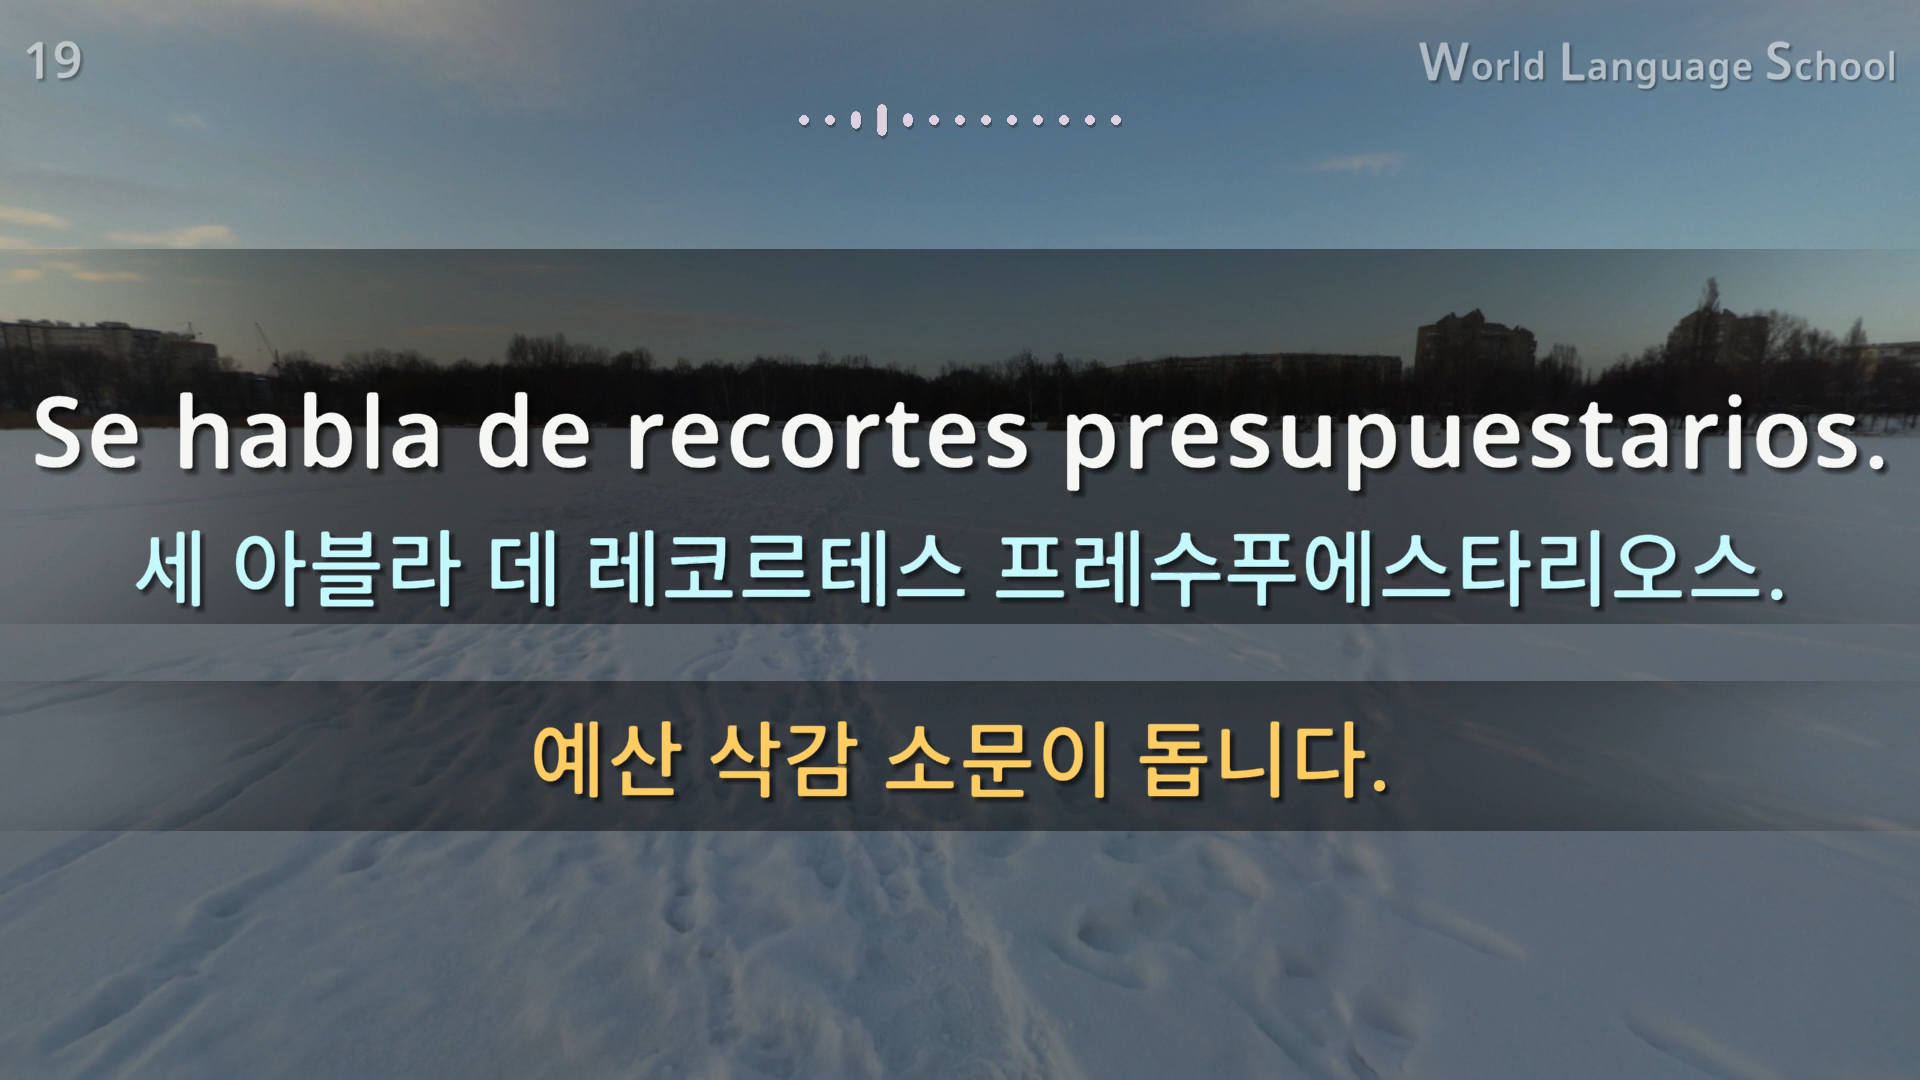 19
World Language School
Se habla de recortes presupuestarios.
세 아블라 데 레코르테스 프레수푸에스타리오스.
예산 삭감 소문이 돕니다.